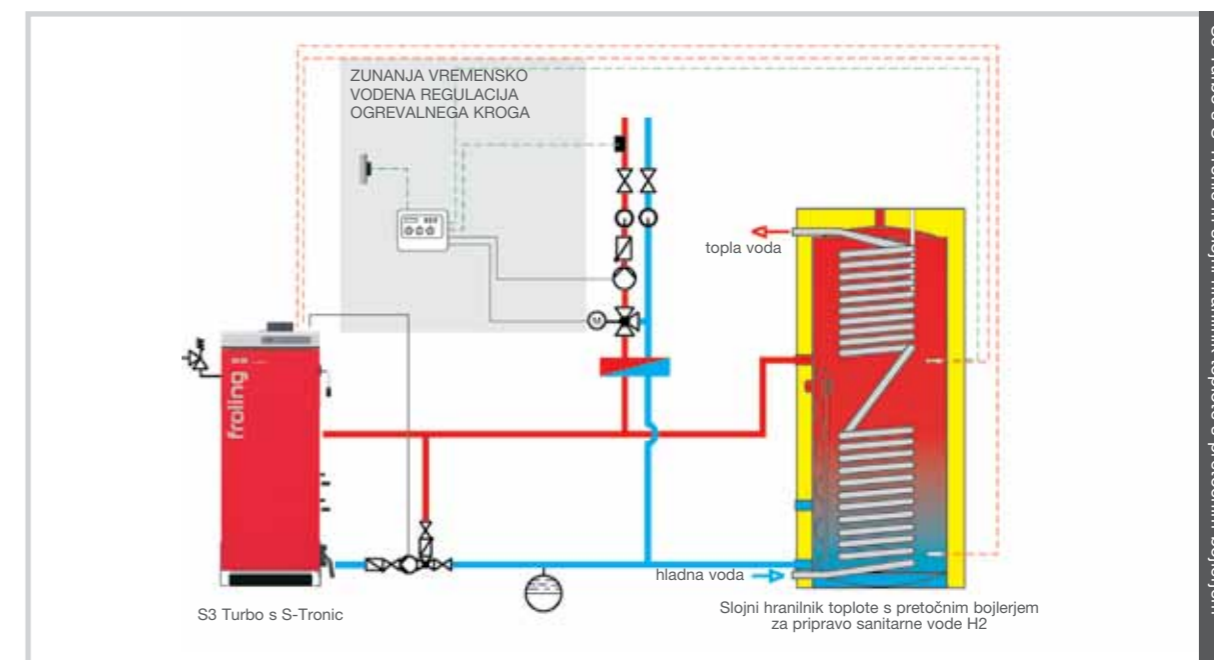 ZUNANJA VREMENSKO
VODENA REGULACIJA
OGREVALNEGA KROGA
topla voda
froling
M
hladna voda
S3 Turbo s S-Tronic
Slojni hranilnik toplote s pretočnim bojlerjem
za pripravo sanitarne vode H2